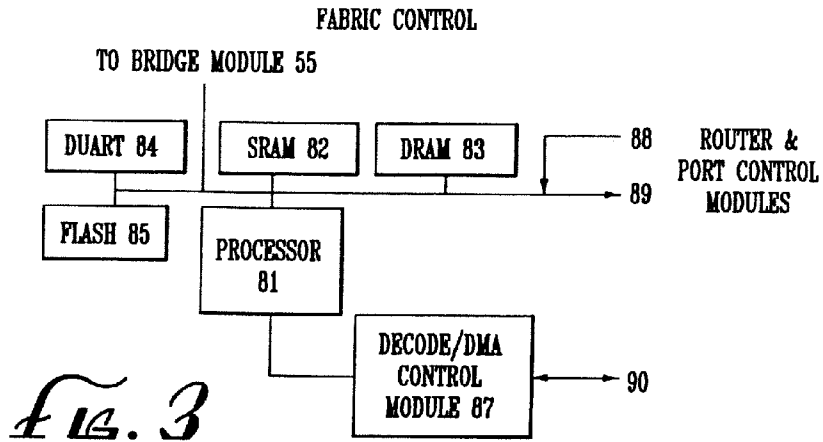 FABRIC CONTROL
TO BRIDGE MODULE 55
DUART 84
SRAM 82
DRAM 83
88
ROUTER &
PORT CONTROL
MODULES
89
FLASH 85
PROCESSOR
81
DECODE/DMA
CONTROL
MODULE 87
90
FIG. 3